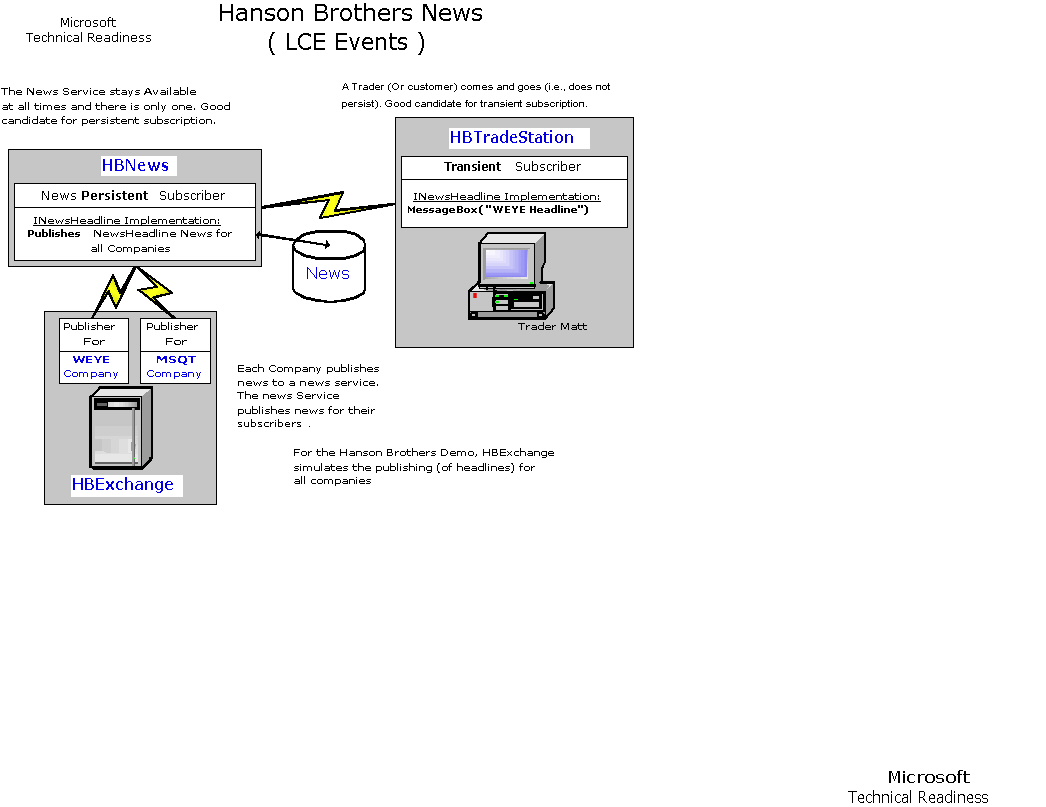 Microsoft
Technical Readiness
Hanson Brothers News
( LCE Events )
The News Service stays Available
at all times and there is only one. Good
candidate for persistent subscription.
A Trader (Or customer) comes and goes (i.e., does not
persist). Good candidate for transient subscription.
HBNews
News Persistent Subscriber
INewsHeadline Implementation:
Publishes NewsHeadline News for
all Companies
HBTradeStation
Transient Subscriber
INewsHeadline Implementation:
MessageBox( "WEYE Headline")
News
Trader Matt
Publisher
For
WEYE
Company
Publisher
For
MSQT
Company
HBExchange
Each Company publishes
news to a news service.
The news Service
publishes news for their
subscribers .
For the Hanson Brothers Demo, HBExchange
simulates the publishing (of headlines) for
all companies
Microsoft
Technical Readiness